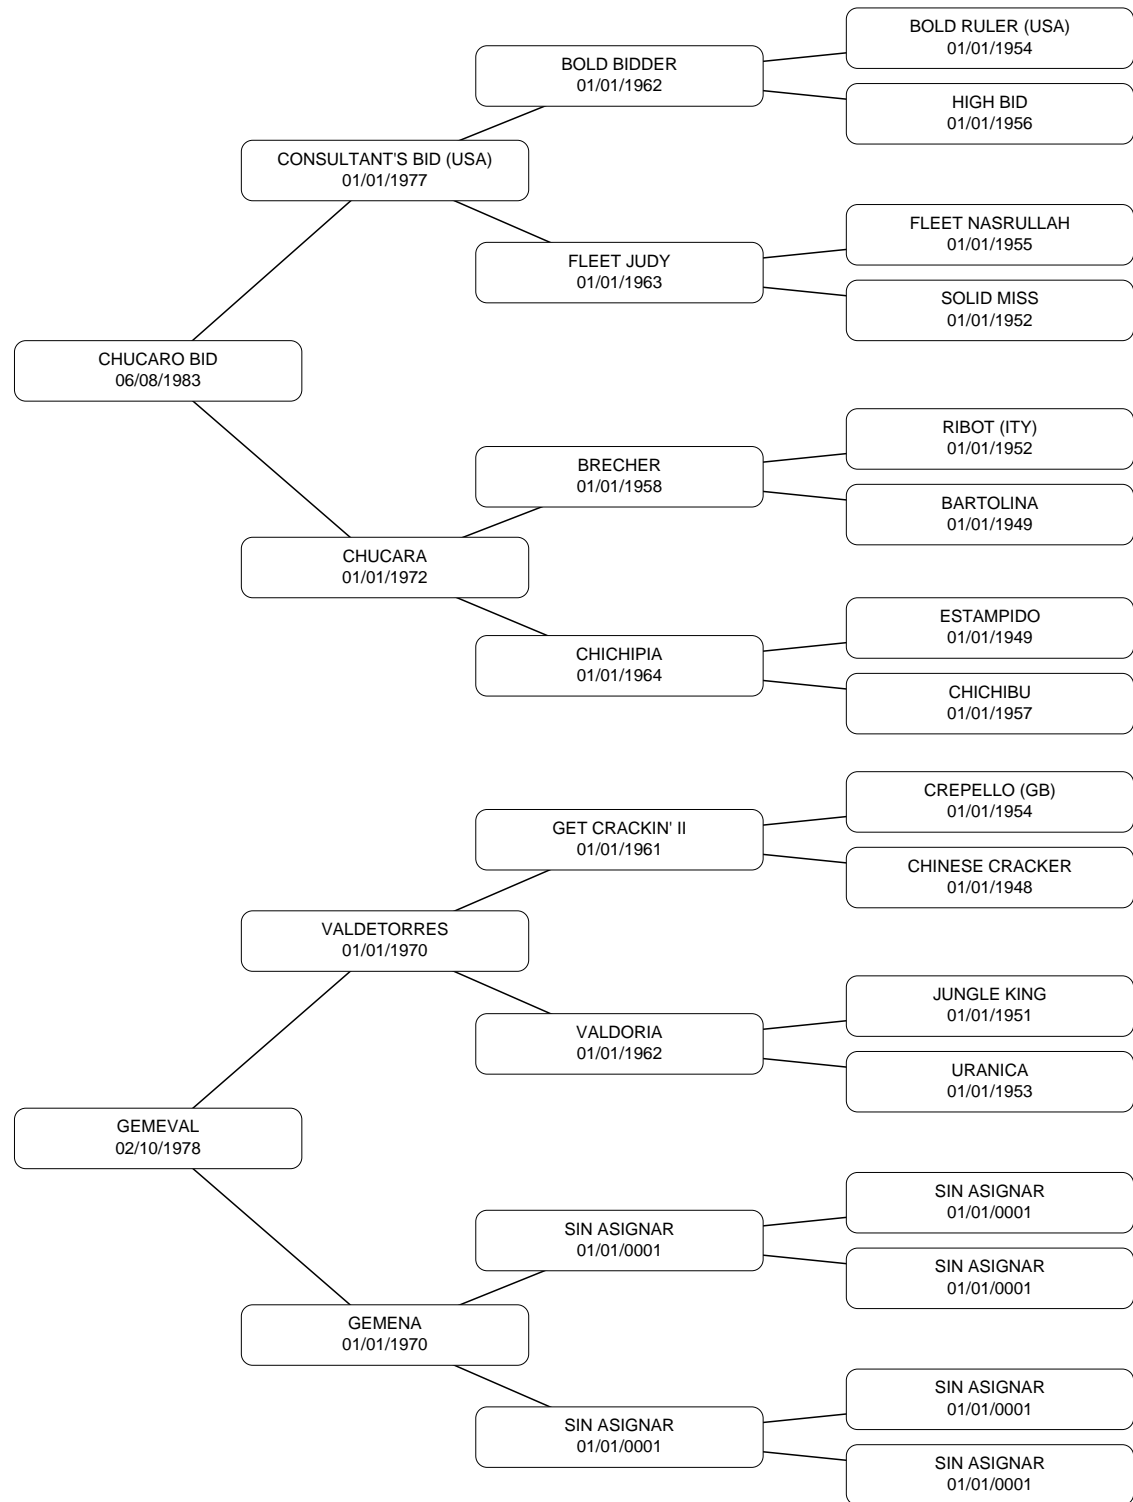 BOLD RULER (USA)
01/01/1954
BOLD BIDDER
01/01/1962
HIGH BID
01/01/1956
CONSULTANT'S BID (USA)
01/01/1977
FLEET NASRULLAH
01/01/1955
FLEET JUDY
01/01/1963
SOLID MISS
01/01/1952
CHUCARO BID
06/08/1983
RIBOT (ITY)
01/01/1952
BRECHER
01/01/1958
BARTOLINA
01/01/1949
CHUCARA
01/01/1972
ESTAMPIDO
01/01/1949
CHICHIPIA
01/01/1964
CHICHIBU
01/01/1957
CREPELLO (GB)
01/01/1954
GET CRACKIN' II
01/01/1961
CHINESE CRACKER
01/01/1948
VALDETORRES
01/01/1970
JUNGLE KING
01/01/1951
VALDORIA
01/01/1962
URANICA
01/01/1953
GEMEVAL
02/10/1978
SIN ASIGNAR
01/01/0001
SIN ASIGNAR
01/01/0001
SIN ASIGNAR
01/01/0001
GEMENA
01/01/1970
SIN ASIGNAR
01/01/0001
SIN ASIGNAR
01/01/0001
SIN ASIGNAR
01/01/0001